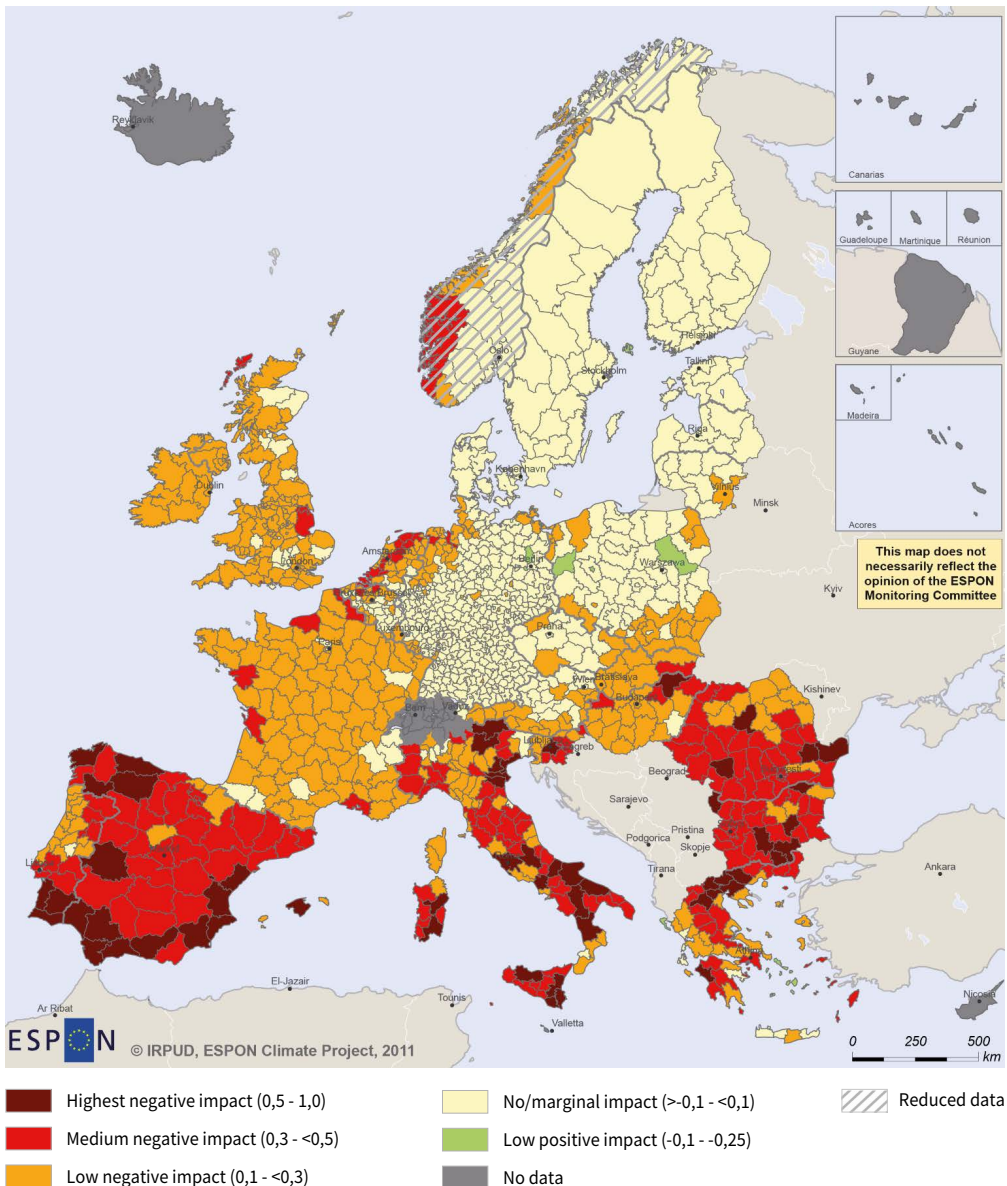 Reykjavik
Canarias
Guadeloupe
Martinique
Réunion
Guyane
Helsinki
Oslo
Tallinn
Stockholm
Madeira
Riga
København
Dublin
Vilnius
Minsk
Acores
Amsterdam
Berlin
Warszawa
This map does not
necessarily reflect the
opinion of the ESPON
Monitoring Committee
London
Kyiv
Luxembourg
Praha
Paris
Wien
Bratislava
Kishinev
Budapest
Bern
Vaduz
Ljubljana
Zagreb
Beograd
Sarajevo
Pristina
Podgorica
Skopje
Tirana
Ankara
Nicosia
El-Jazair
Tounis
Ar Ribat
Valletta
ESPON
© IRPUD, ESPON Climate Project, 2011
0 250 500
km
Highest negative impact (0,5 - 1,0)
Medium negative impact (0,3 - <0,5)
Low negative impact (0,1 - <0,3)
No/marginal impact (>-0,1 - <0,1)
Low positive impact (-0,1 - -0,25)
No data
Reduced data